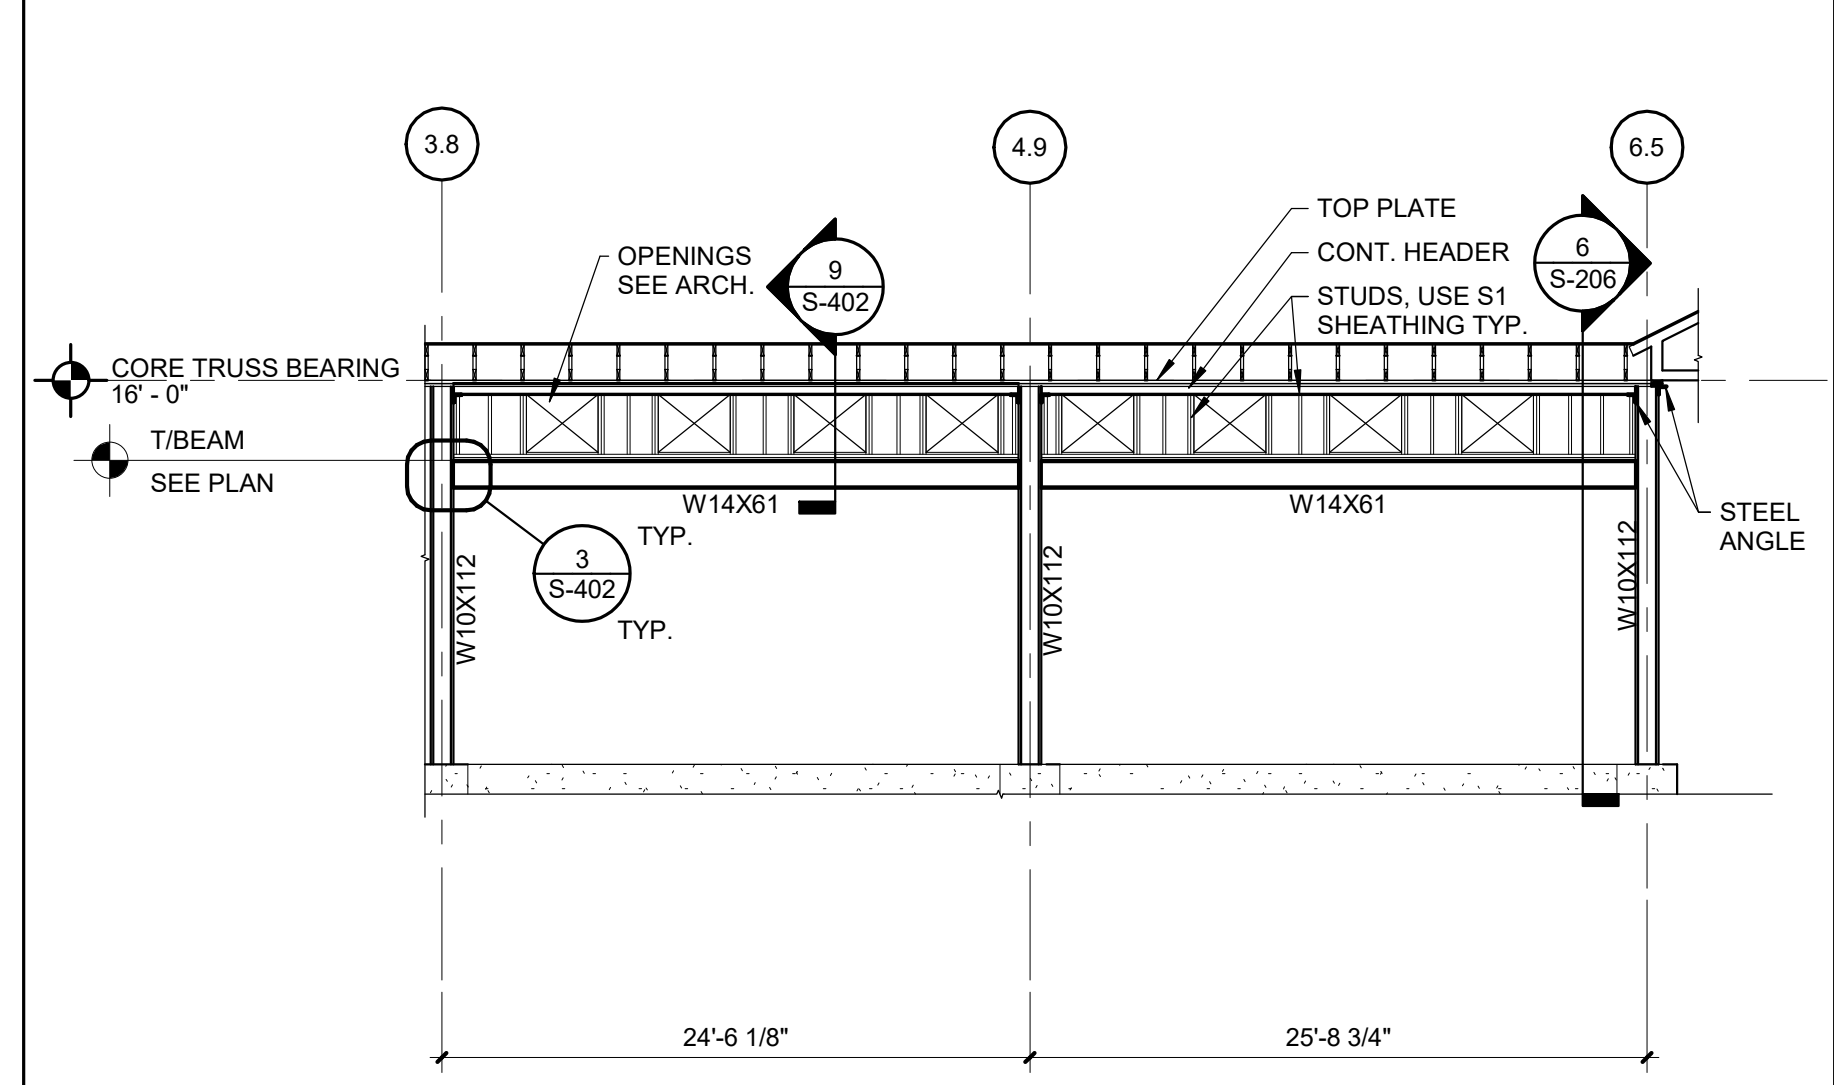 3.8
4.9
6.5
TOP PLATE
CONT. HEADER
STUDS, USE S1
SHEATHING TYP.
6
S-206
OPENINGS
SEE ARCH.
9
S-402
CORE TRUSS BEARING
16' - 0"
T/BEAM
SEE PLAN
W14X61
TYP.
W14X61
STEEL
ANGLE
3
S-402
TYP.
W10X112
W10X112
W10X112
24'-6 1/8"
25'-8 3/4"